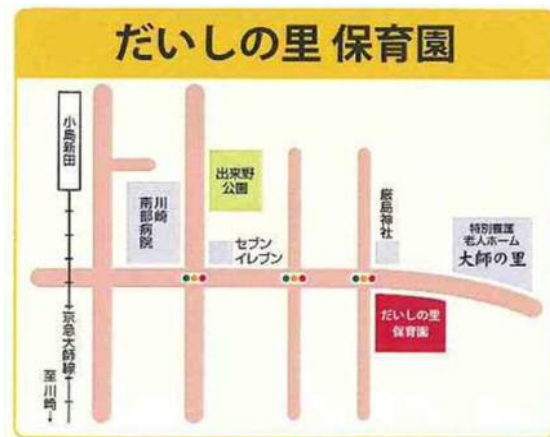 だいしの里 保育園
小島新田
川崎
南部病院
出来野
公園
セブン
イレブン
厳島神社
特別養護
老人ホーム
大師の里
だいしの里
保育園
京急大師線
至川崎→